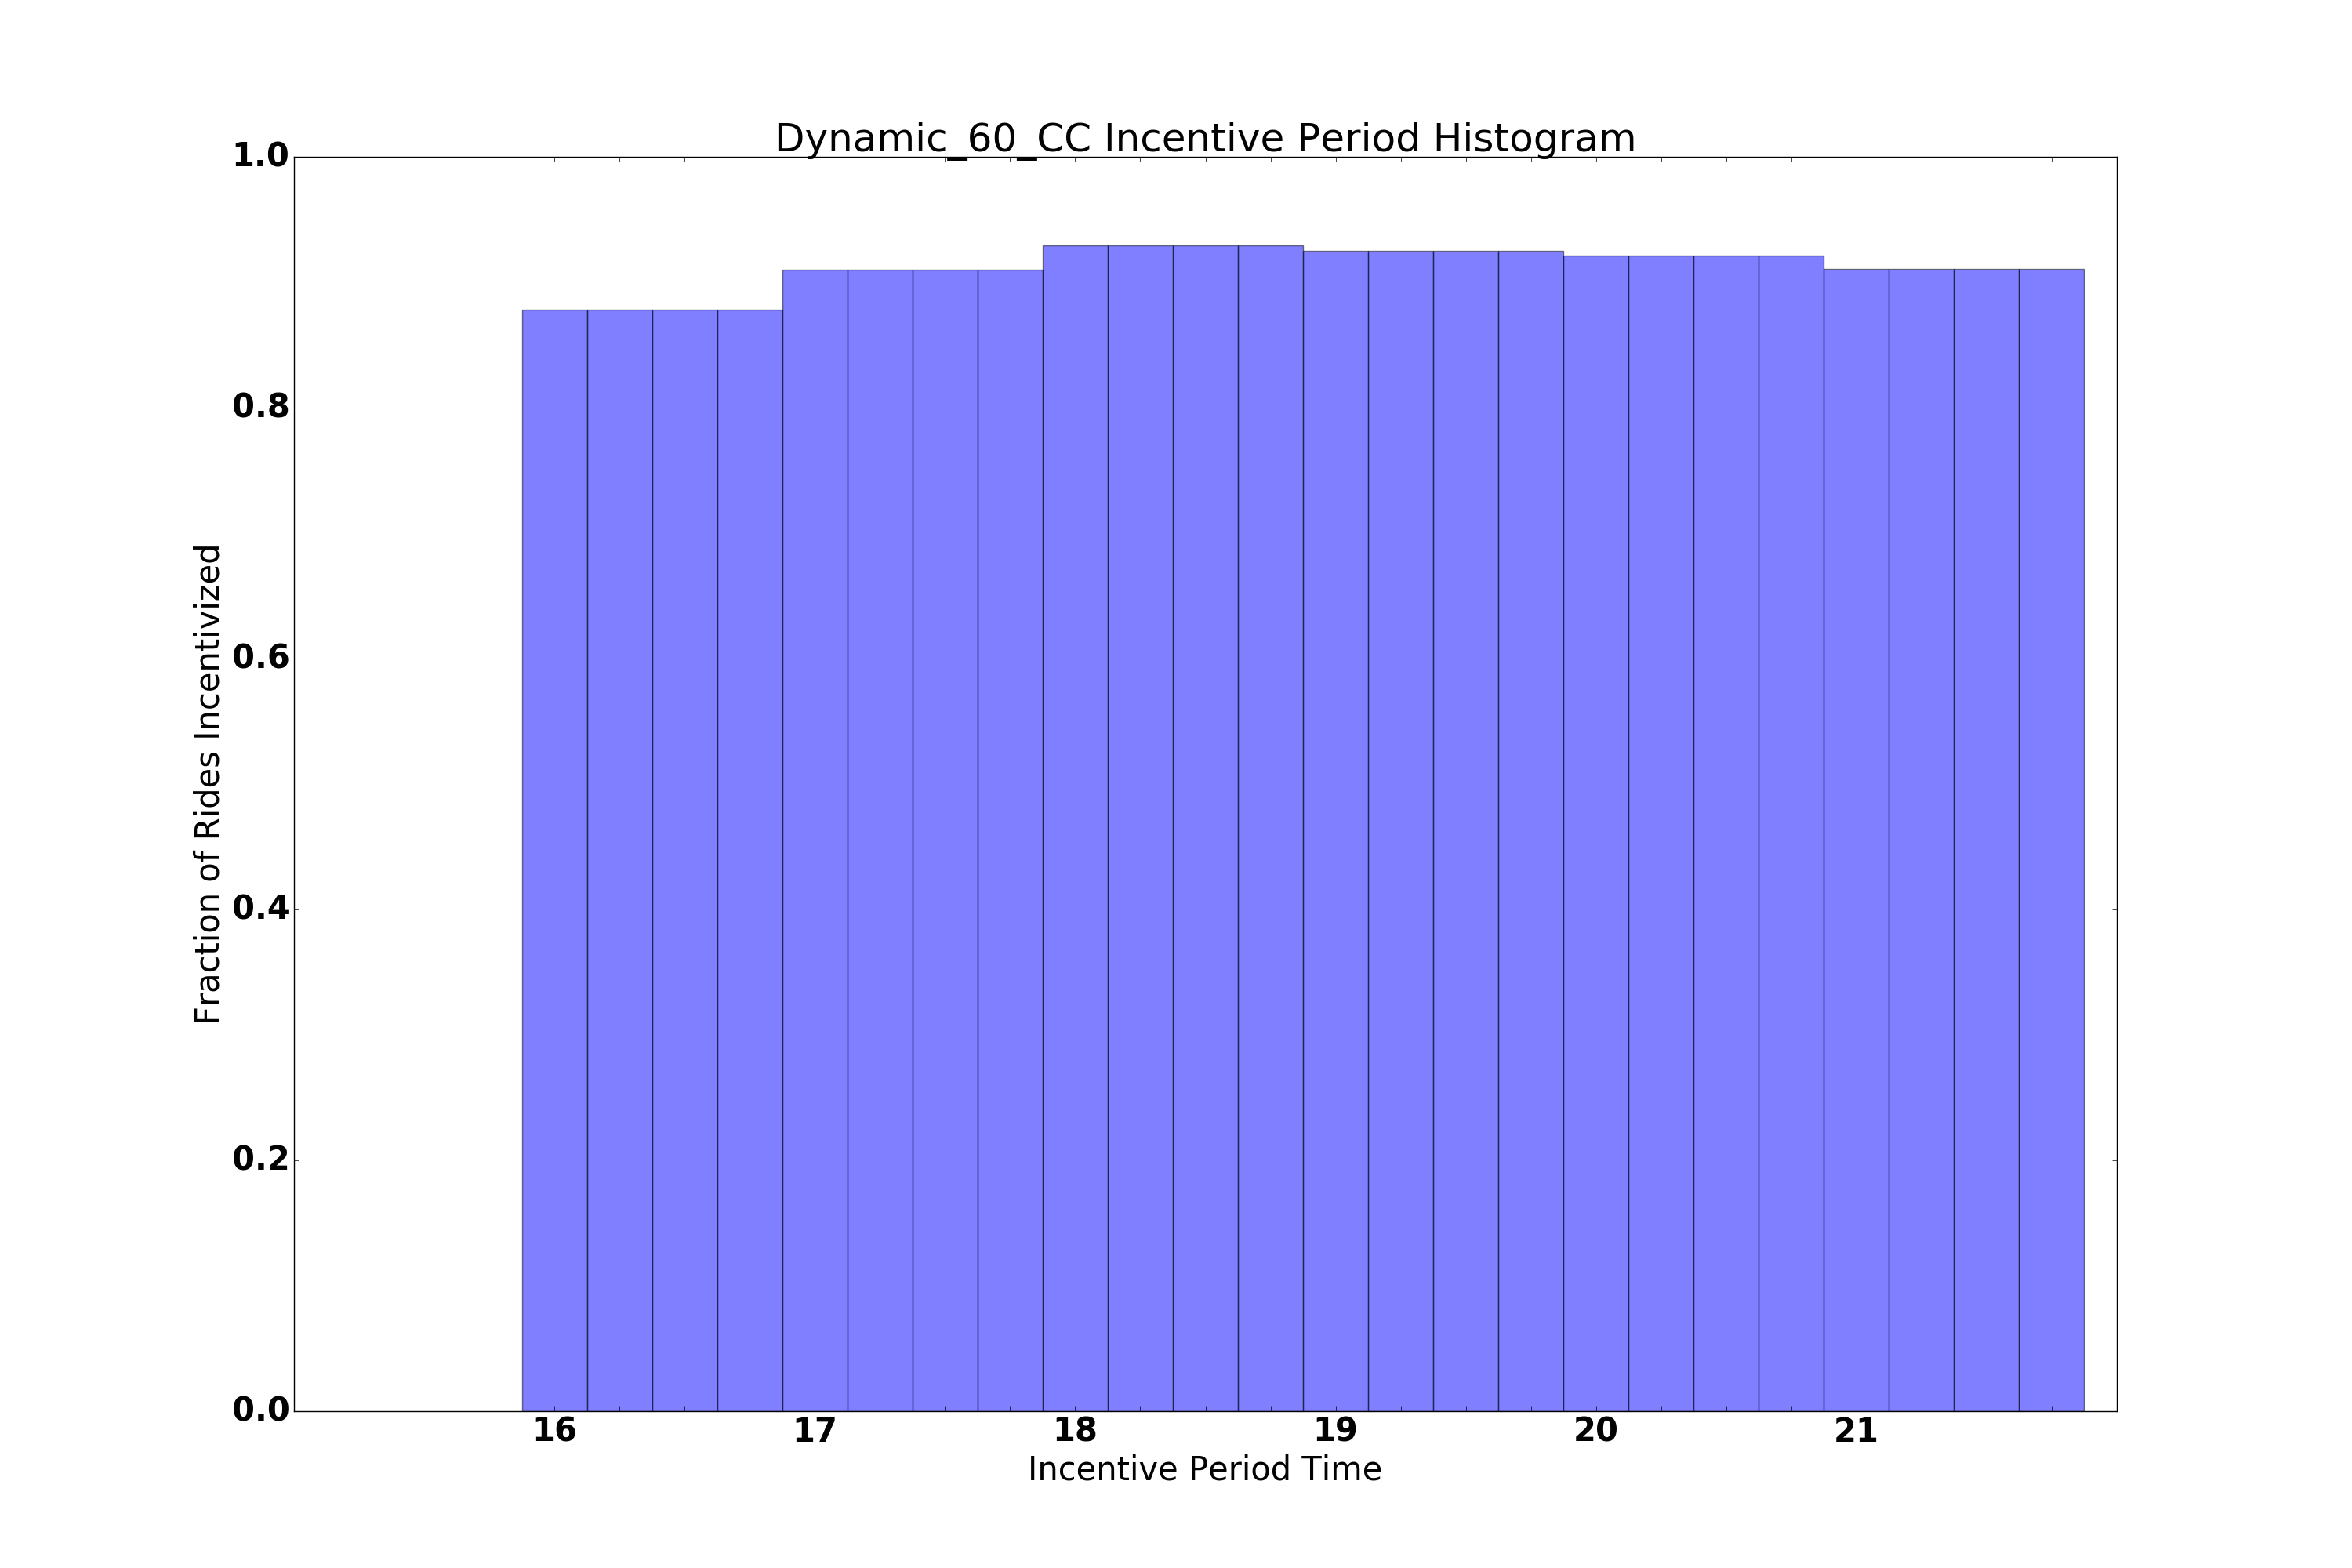 Dynamic_60_CC Incentive Period Histogram
1.0
0.8
0.6
0.4
0.2
0.0
Fraction of Rides Incentivized
16 17 18 19 20 21
Incentive Period Time